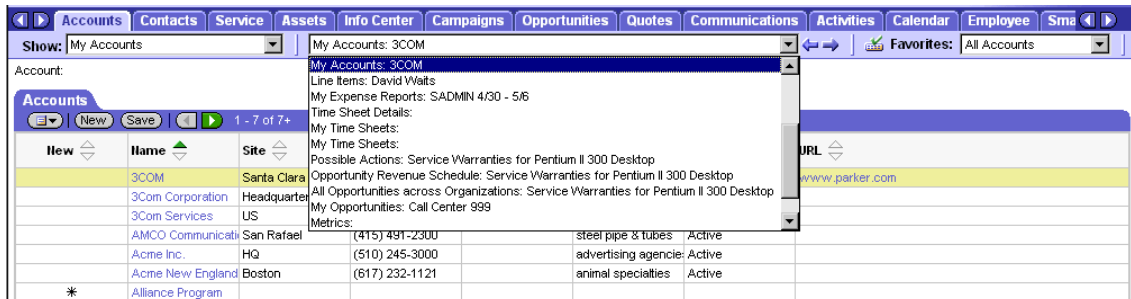 Accounts Contacts Service Assets Info Center Campaigns Opportunities Quotes Communications Activities Calendar Employee Sma
Show: My Accounts My Accounts: 3COM Favorites: All Accounts
Account:
My Accounts: 3COM
Line Items: David Waits
My Expense Reports: SADMIN 4/30 - 5/6
Time Sheet Details:
My Time Sheets:
My Time Sheets:
Possible Actions: Service Warranties for Pentium II 300 Desktop
Opportunity Revenue Schedule: Service Warranties for Pentium II 300 Desktop
All Opportunities across Organizations: Service Warranties for Pentium II 300 Desktop
My Opportunities: Call Center 999
Metrics:
Accounts
New Save 1 - 7 of 7+
New Name Site URL
3COM Santa Clara www.parker.com
3Com Corporation Headquarter
3Com Services US
AMCO Communicati San Rafael (415) 491-2300 steel pipe & tubes Active
Acme Inc. HQ (510) 245-3000 advertising agencie Active
Acme New England Boston (617) 232-1121 animal specialties Active
* Alliance Program